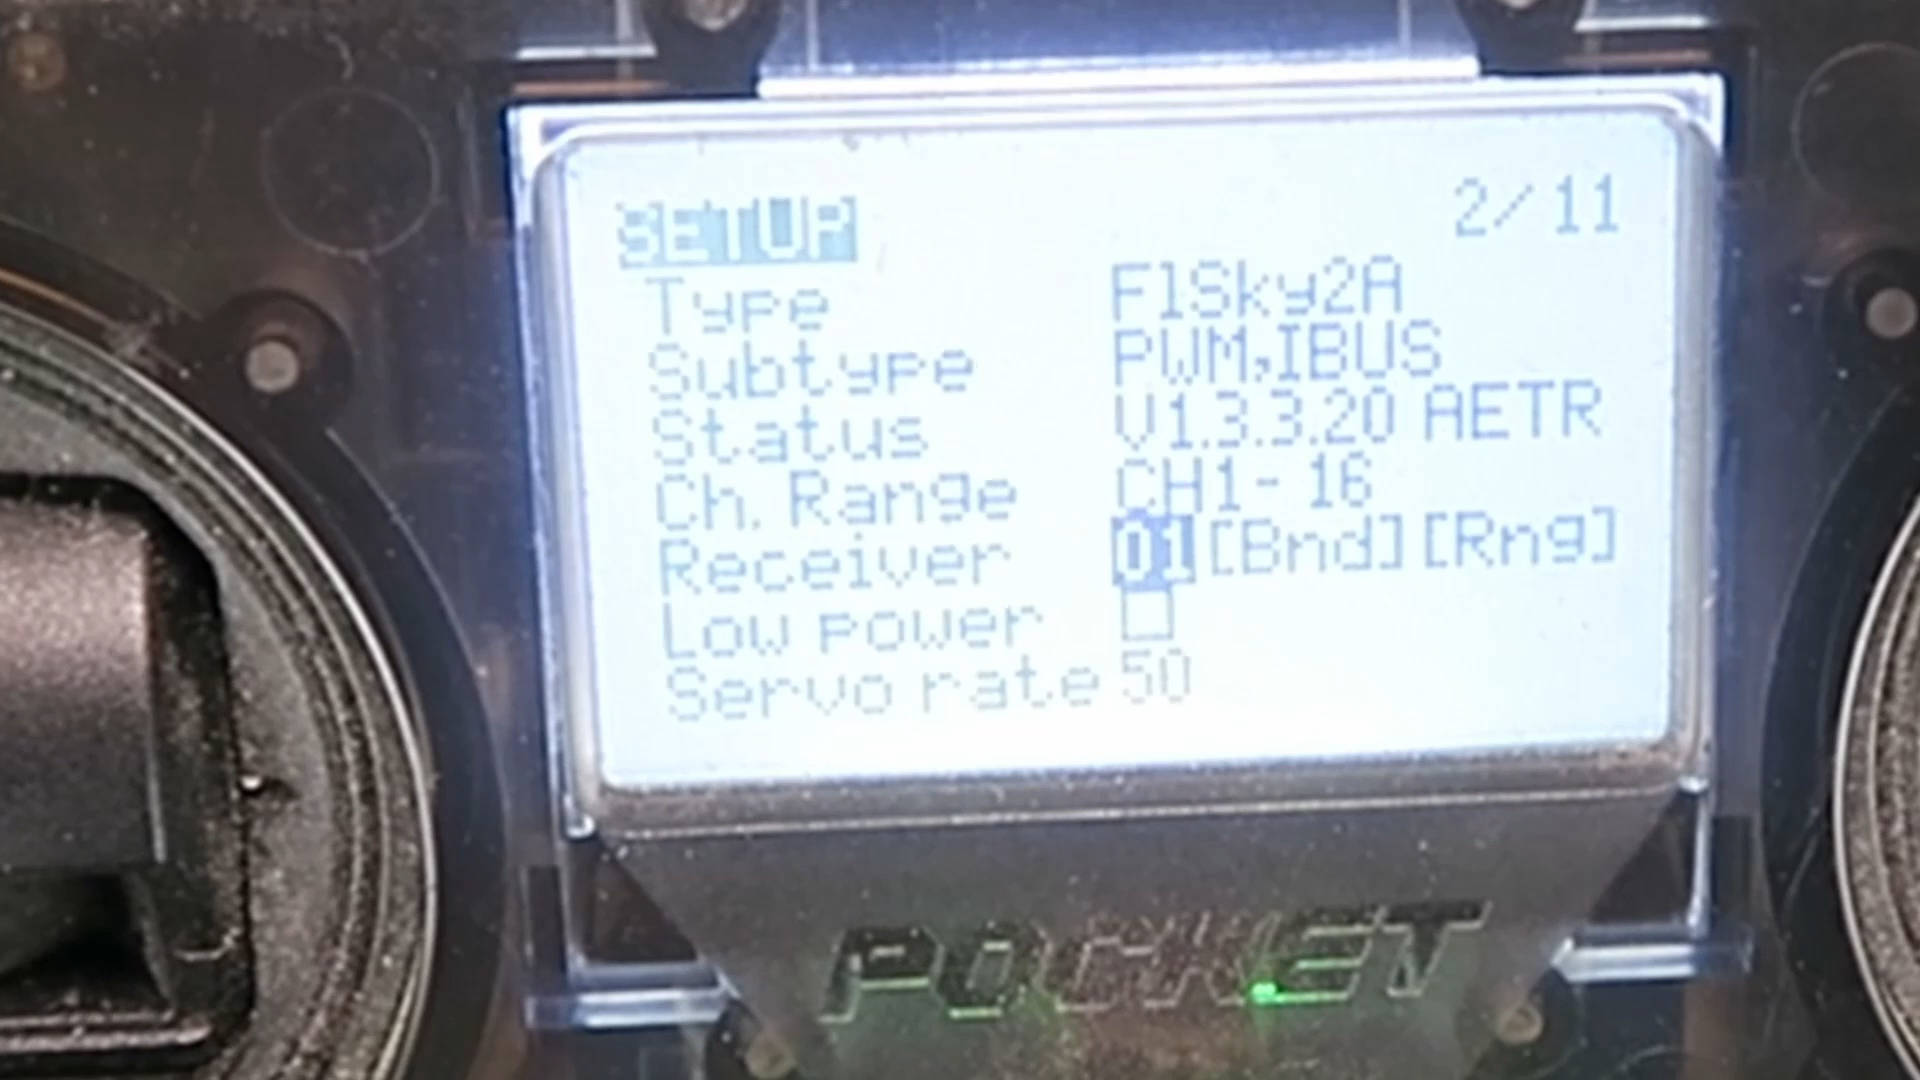 SETUP 2/11
Type FlSky2A
Subtype PWM,IBUS
Status V1.3.3.20 AETR
Ch. Range CH1-16
Receiver 01 [Bnd] [Rng]
Low power
Servo rate 50
POCKET